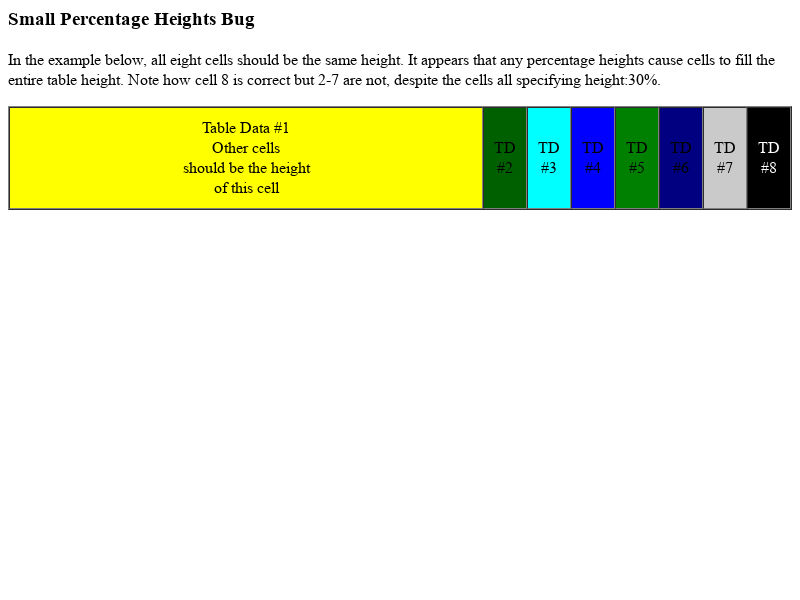 Small Percentage Heights Bug
In the example below, all eight cells should be the same height. It appears that any percentage heights cause cells to fill the
entire table height. Note how cell 8 is correct but 2-7 are not, despite the cells all specifying height:30%.
Table Data #1
Other cells
should be the height
of this cell
TD
#2
TD
#3
TD
#4
TD
#5
TD
#6
TD
#7
TD
#8